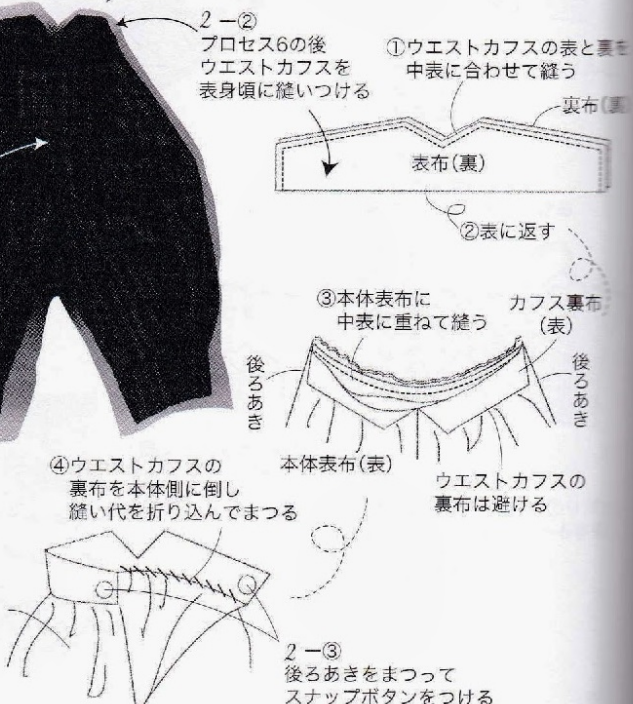 2-②
プロセス6の後
ウエストカフスを
表身頃に縫いつける
①ウエストカフスの表と裏を
中表に合わせて縫う
裏布(裏
表布(裏)
②表に返す
③本体表布に
中表に重ねて縫う
カフス裏布
(表)
後ろあき
後ろあき
本体表布(表)
ウエストカフスの
裏布は避ける
④ウエストカフスの
裏布を本体側に倒し
縫い代を折り込んでまつる
2-③
後ろあきをまつって
スナップボタンをつける